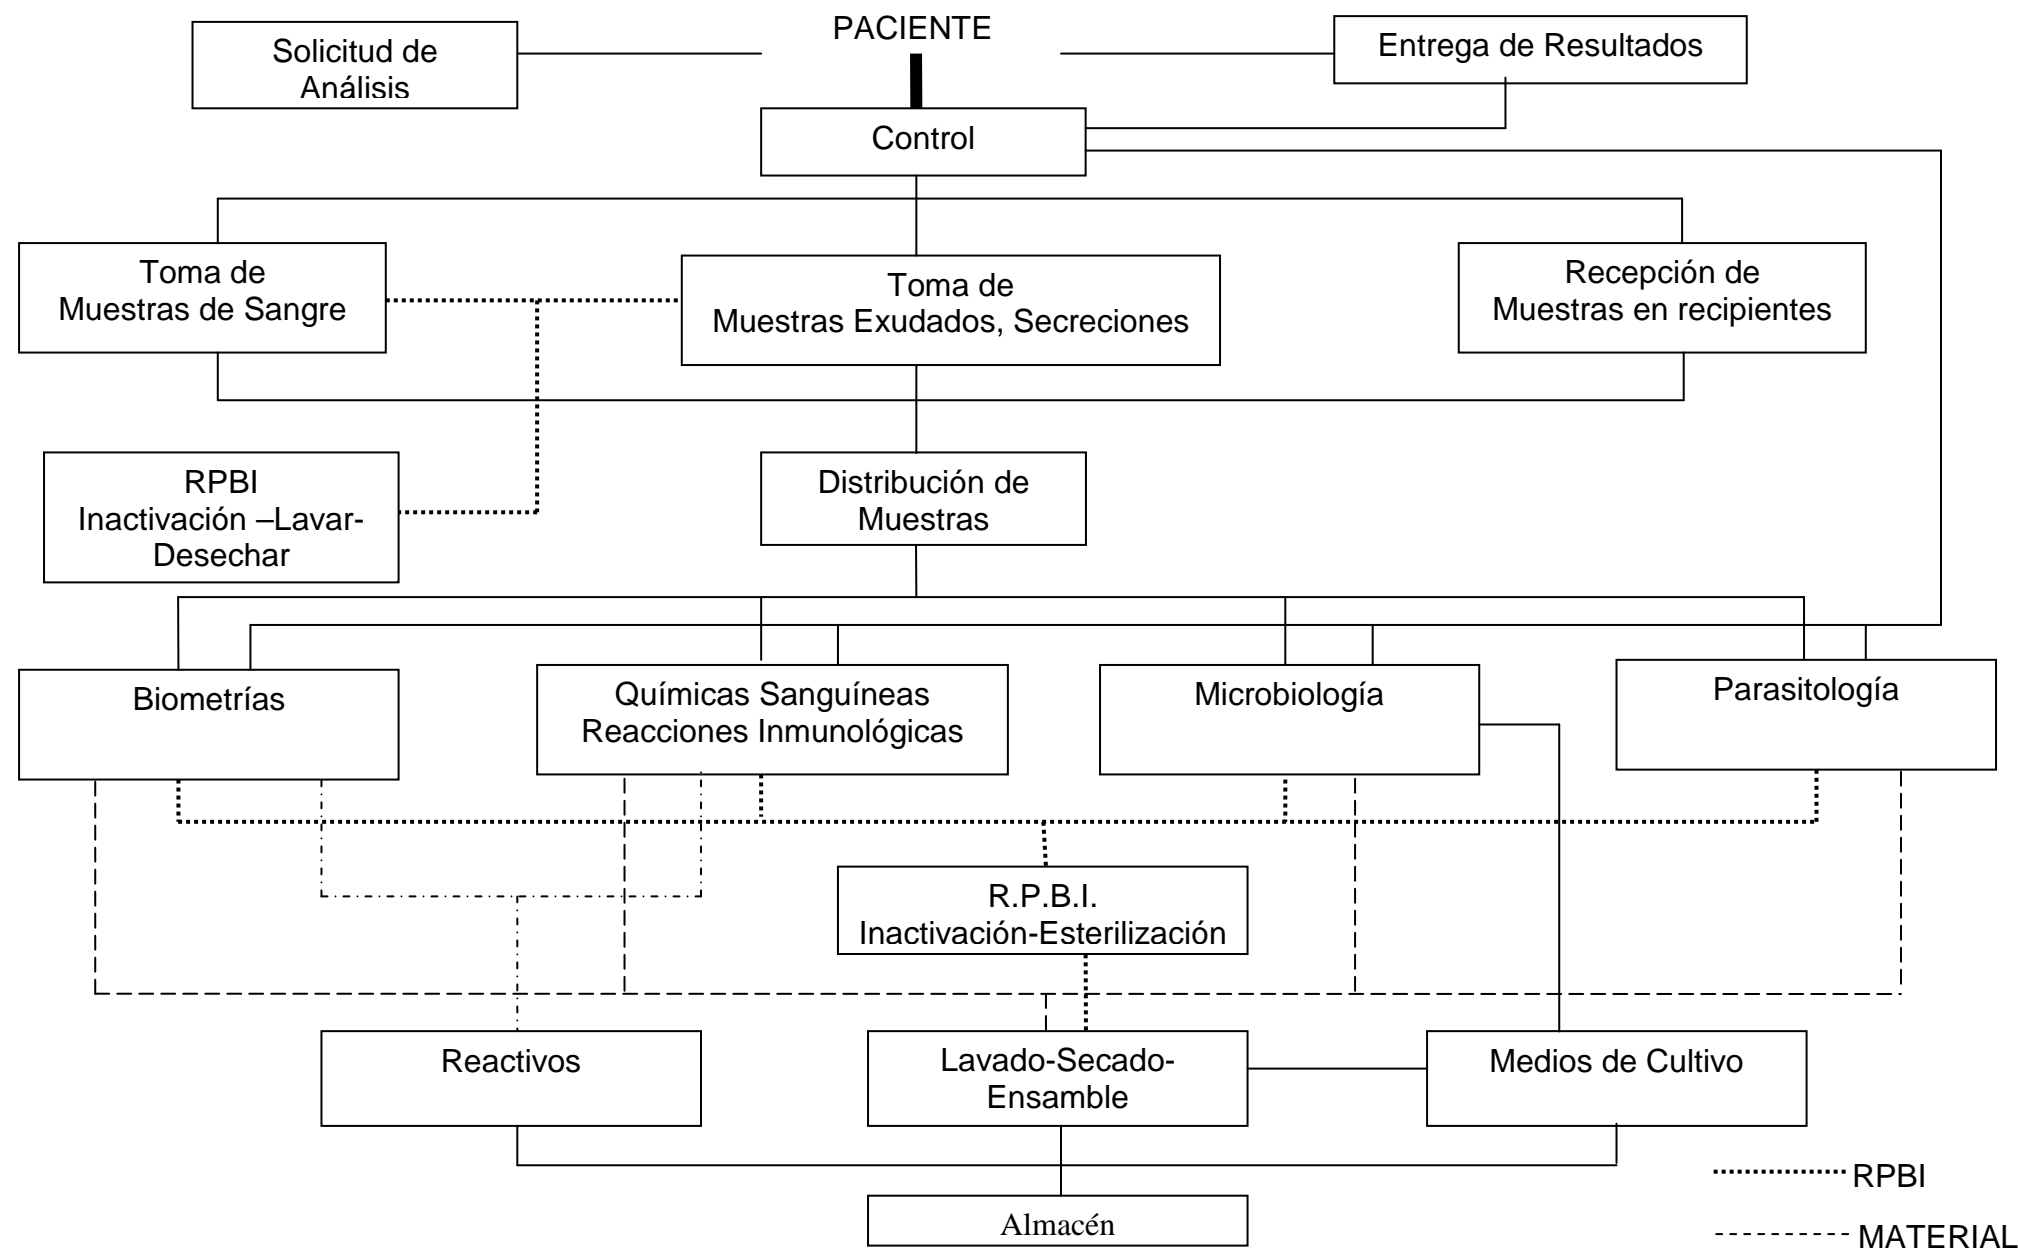 PACIENTE
Solicitud de
Análisis
Entrega de Resultados
Control
Toma de
Muestras de Sangre
Toma de
Muestras Exudados, Secreciones
Recepción de
Muestras en recipientes
RPBI
Inactivación –Lavar-
Desechar
Distribución de
Muestras
Biometrías
Químicas Sanguíneas
Reacciones Inmunológicas
Microbiología
Parasitología
R.P.B.I.
Inactivación-Esterilización
Reactivos
Lavado-Secado-
Ensamble
Medios de Cultivo
Almacén
RPBI
MATERIAL